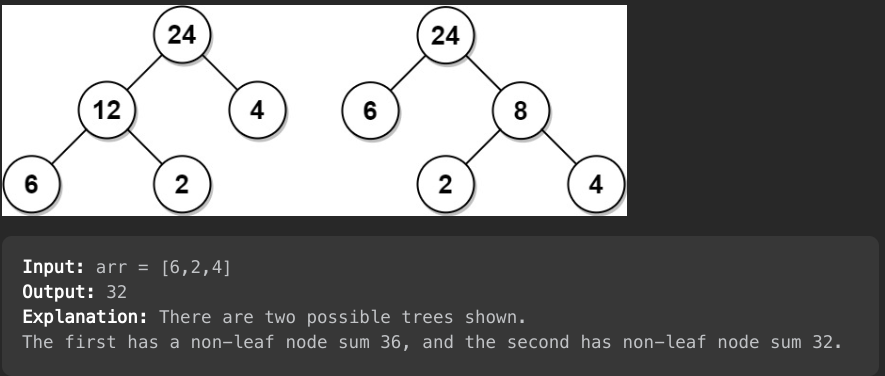 24 24
12 4 6 8
6 2 2 4
Input: arr = [6,2,4]
Output: 32
Explanation: There are two possible trees shown.
The first has a non-leaf node sum 36, and the second has non-leaf node sum 32.